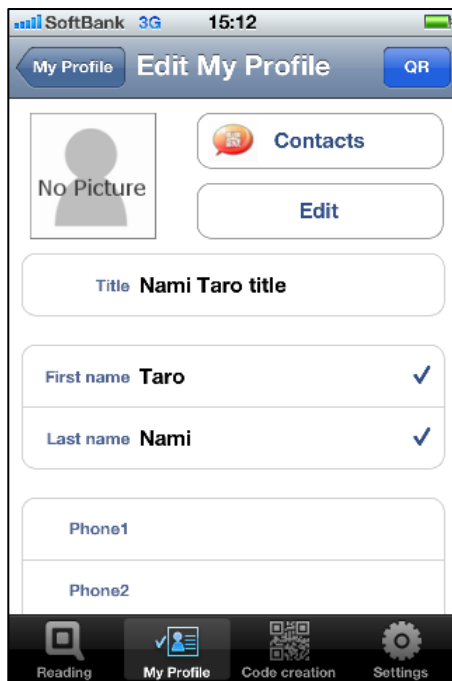 SoftBank 3G 15:12
My Profile Edit My Profile QR
No Picture
Contacts
Edit
Title Nami Taro title
First name Taro
Last name Nami
Phone1
Phone2
Reading My Profile Code creation Settings